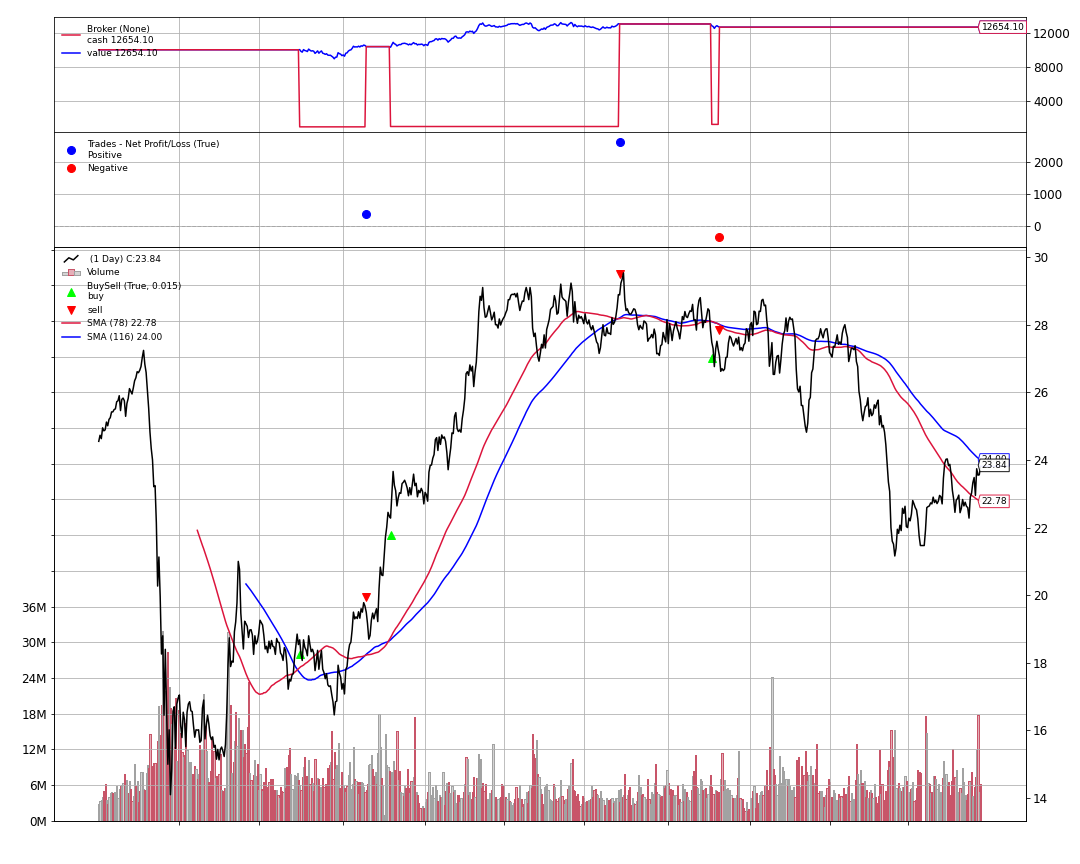 Broker (None)
cash 12654.10
value 12654.10
12654.10
12000
8000
4000
Trades - Net Profit/Loss (True)
Positive
Negative
2000
1000
0
(1 Day) C:23.84
Volume
BuySell (True, 0.015)
buy
sell
SMA (78) 22.78
SMA (116) 24.00
30
28
26
24
22
20
18
16
14
24.00
23.84
22.78
36M
30M
24M
18M
12M
6M
0M